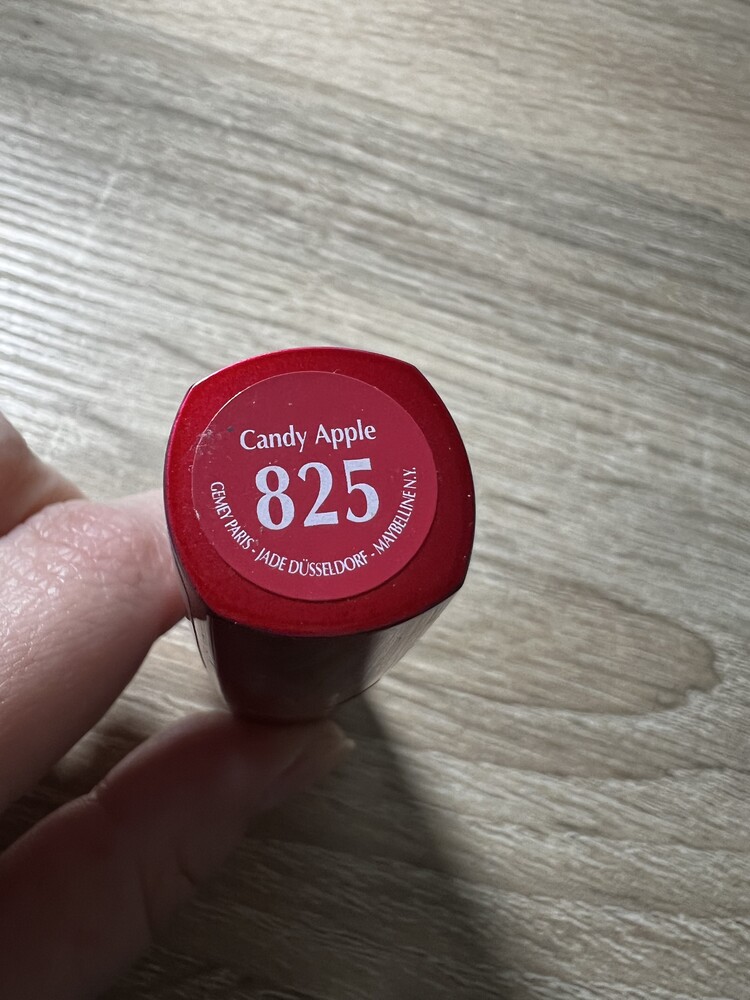 Candy Apple
825
GEMEY PARIS - JADE DÜSSELDORF - MAYBELLINE N.Y.